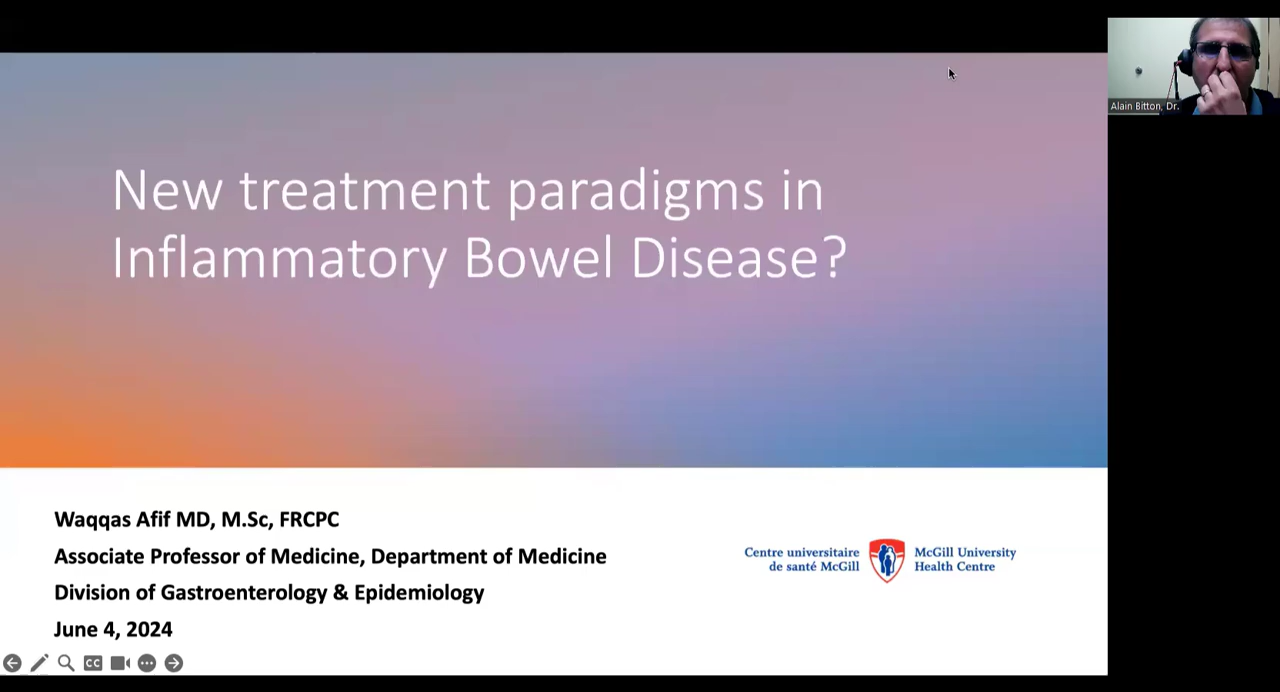 New treatment paradigms in
Inflammatory Bowel Disease?
Alain Bitton, Dr.
Waqqas Afif MD, M.Sc, FRCPC
Associate Professor of Medicine, Department of Medicine
Division of Gastroenterology & Epidemiology
June 4, 2024
Centre universitaire
de santé McGill
McGill University
Health Centre
CC